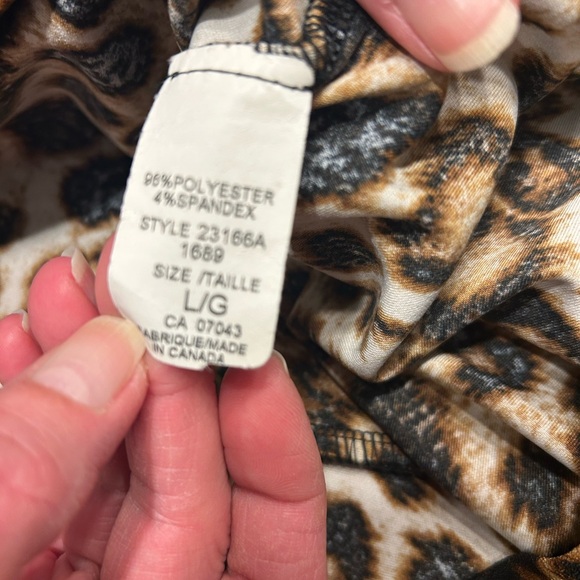 96%POLYESTER
4%SPANDEX
STYLE 23166A
1689
SIZE /TAILLE
L/G
CA 07043
FABRIQUE/MADE
IN CANADA